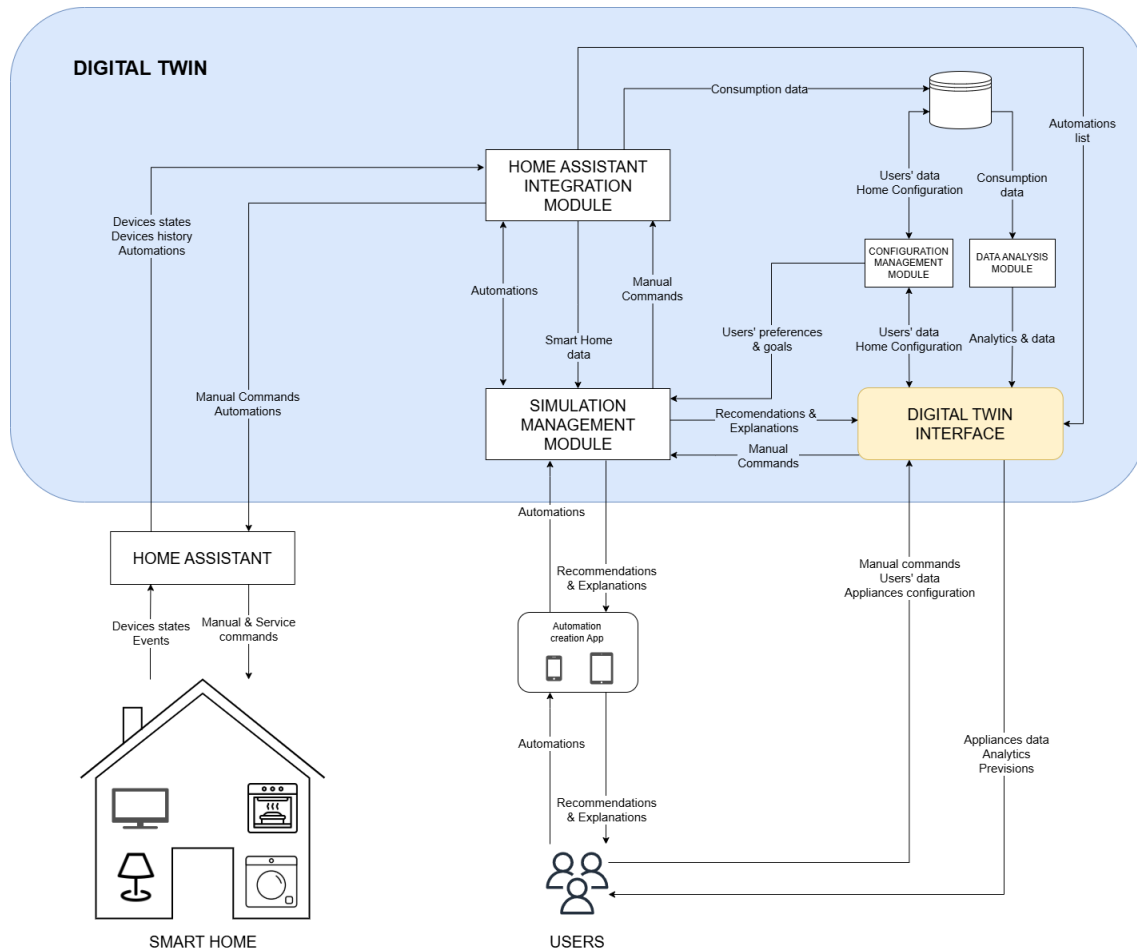 DIGITAL TWIN
Consumption data
Automations
list
HOME ASSISTANT
INTEGRATION
MODULE
Users' data
Home Configuration
Consumption
data
Devices states
Devices history
Automations
CONFIGURATION
MANAGEMENT
MODULE
DATA ANALYSIS
MODULE
Automations
Manual
Commands
Smart Home
data
Users' preferences
& goals
Users' data
Home Configuration
Analytics & data
Manual Commands
Automations
SIMULATION
MANAGEMENT
MODULE
Recomendations &
Explanations
Manual
Commands
DIGITAL TWIN
INTERFACE
Automations
HOME ASSISTANT
Recommendations
& Explanations
Manual commands
Users' data
Appliances configuration
Devices states
Events
Manual & Service
commands
Automation
creation App
Automations
Recommendations
& Explanations
Appliances data
Analytics
Previsions
SMART HOME
USERS